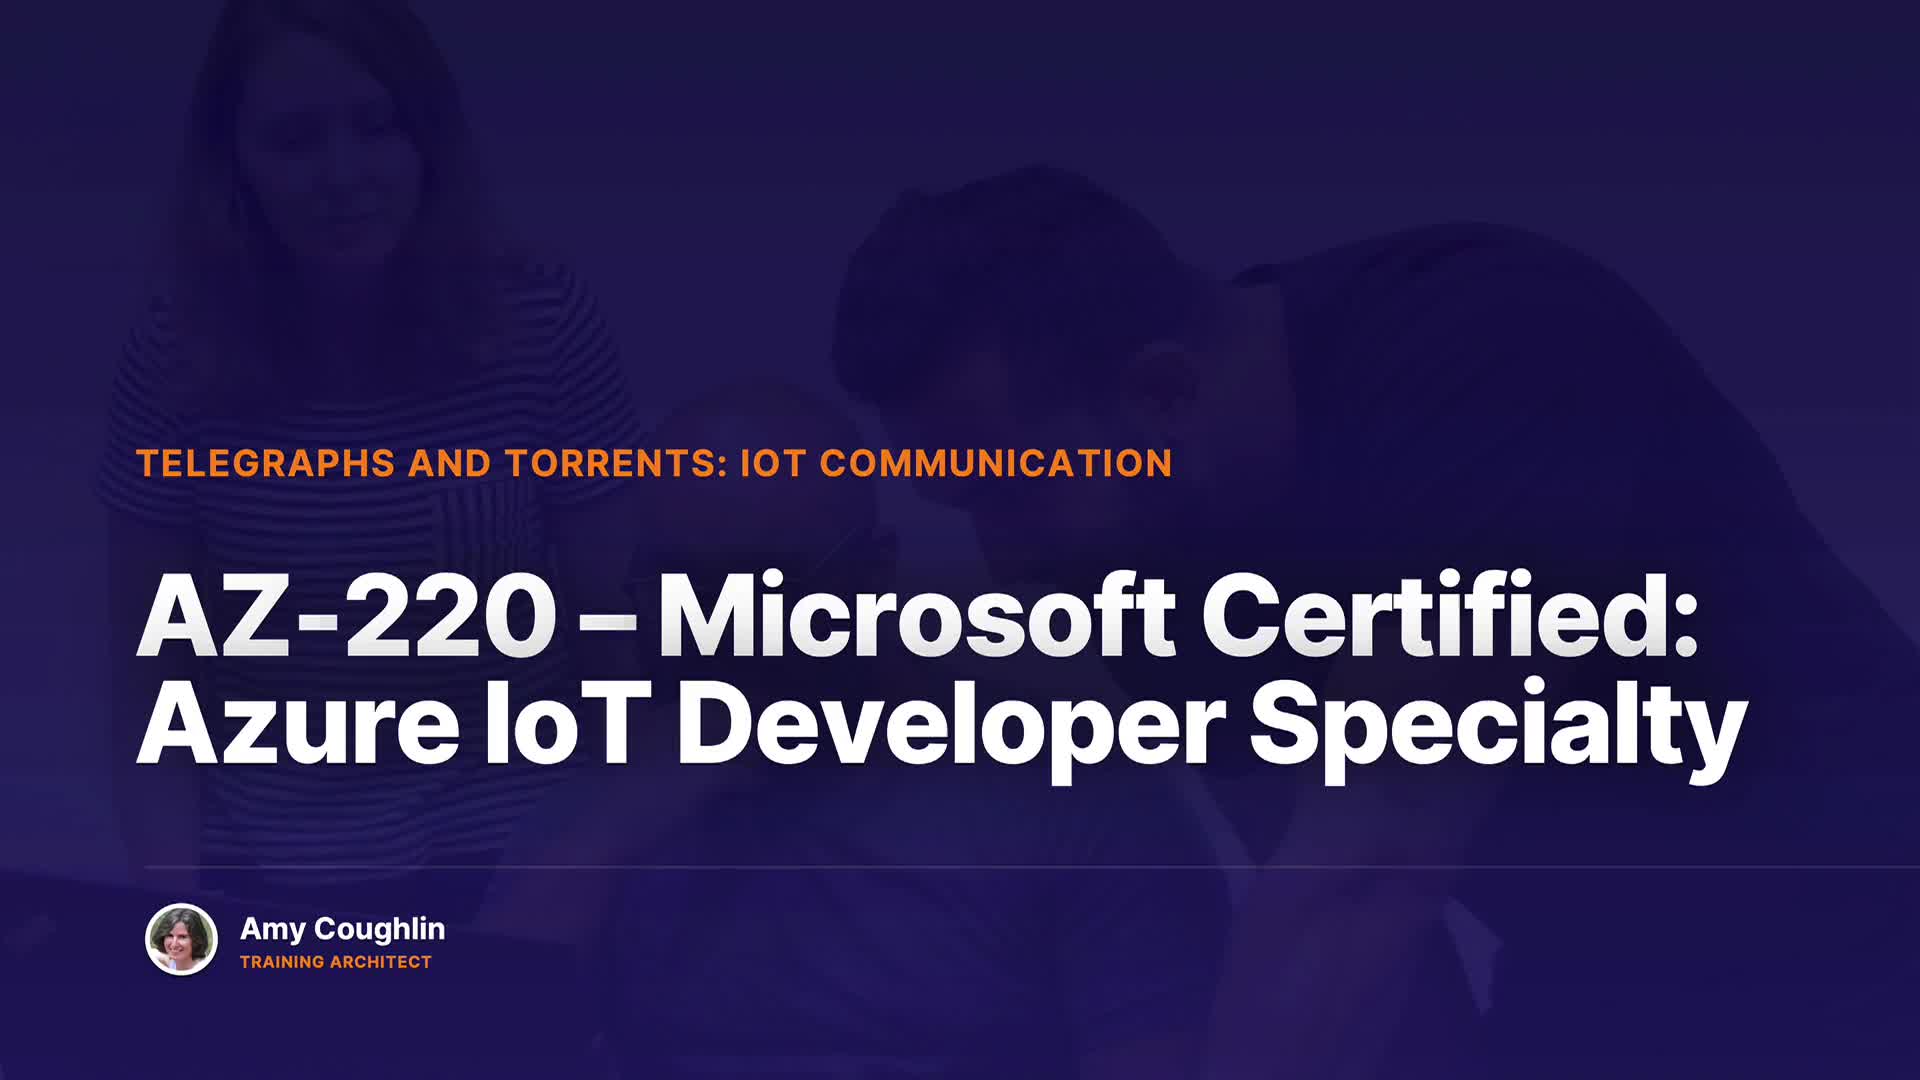 TELEGRAPHS AND TORRENTS: IOT COMMUNICATION
AZ-220 – Microsoft Certified:
Azure IoT Developer Specialty
Amy Coughlin
TRAINING ARCHITECT